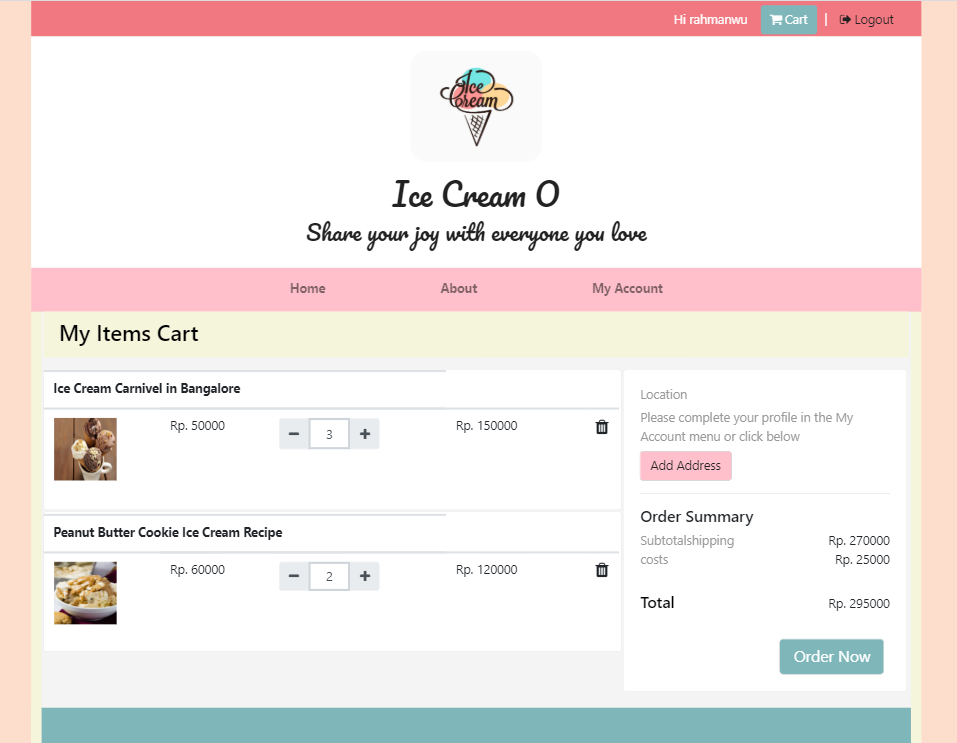 Hi rahmanwu Cart | Logout
Ice
Cream
Ice Cream O
Share your joy with everyone you love
Home About My Account
My Items Cart
Ice Cream Carnivel in Bangalore
Rp. 50000 3 Rp. 150000
Peanut Butter Cookie Ice Cream Recipe
Rp. 60000 2 Rp. 120000
Location
Please complete your profile in the My
Account menu or click below
Add Address
Order Summary
Subtotalshipping Rp. 270000
costs Rp. 25000
Total Rp. 295000
Order Now